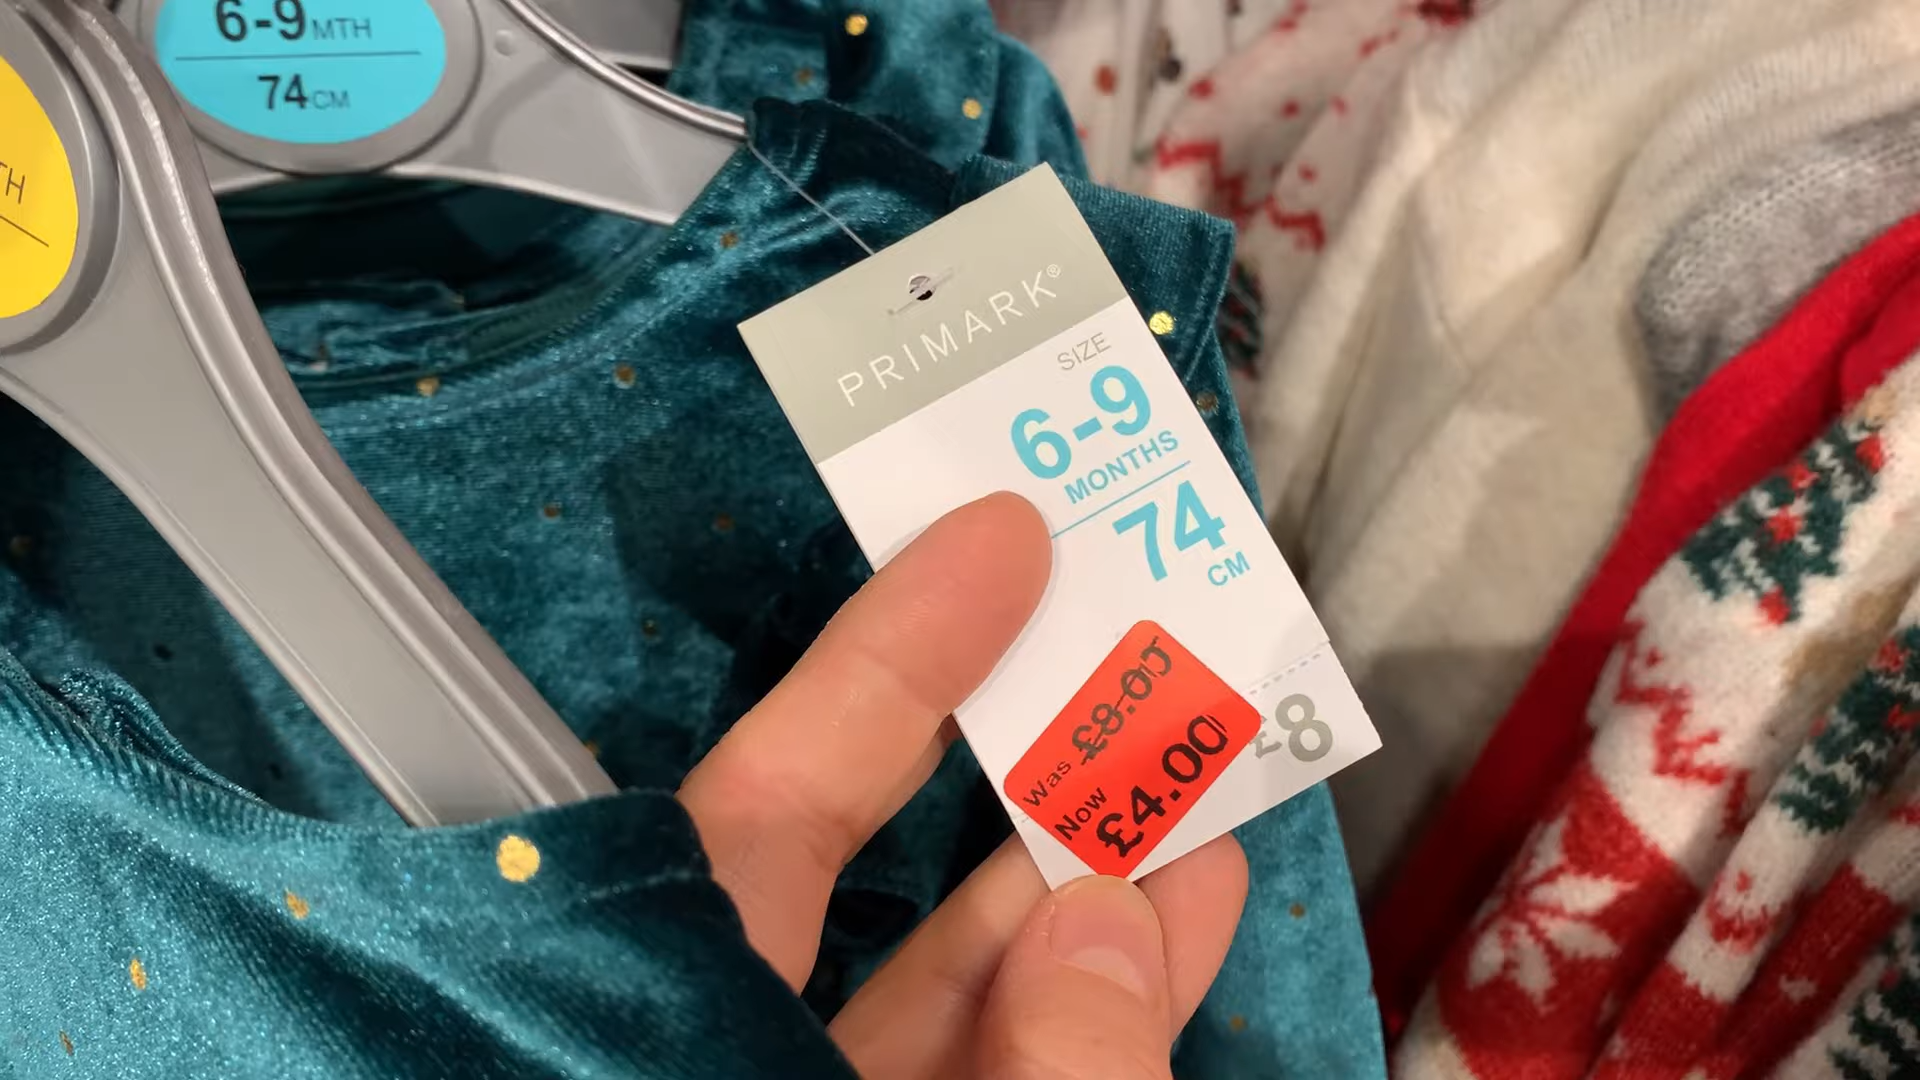 6-9 MTH
74 CM
TH
PRIMARK®
SIZE
6-9
MONTHS
74
CM
Was £8.00
Now £4.00
£8